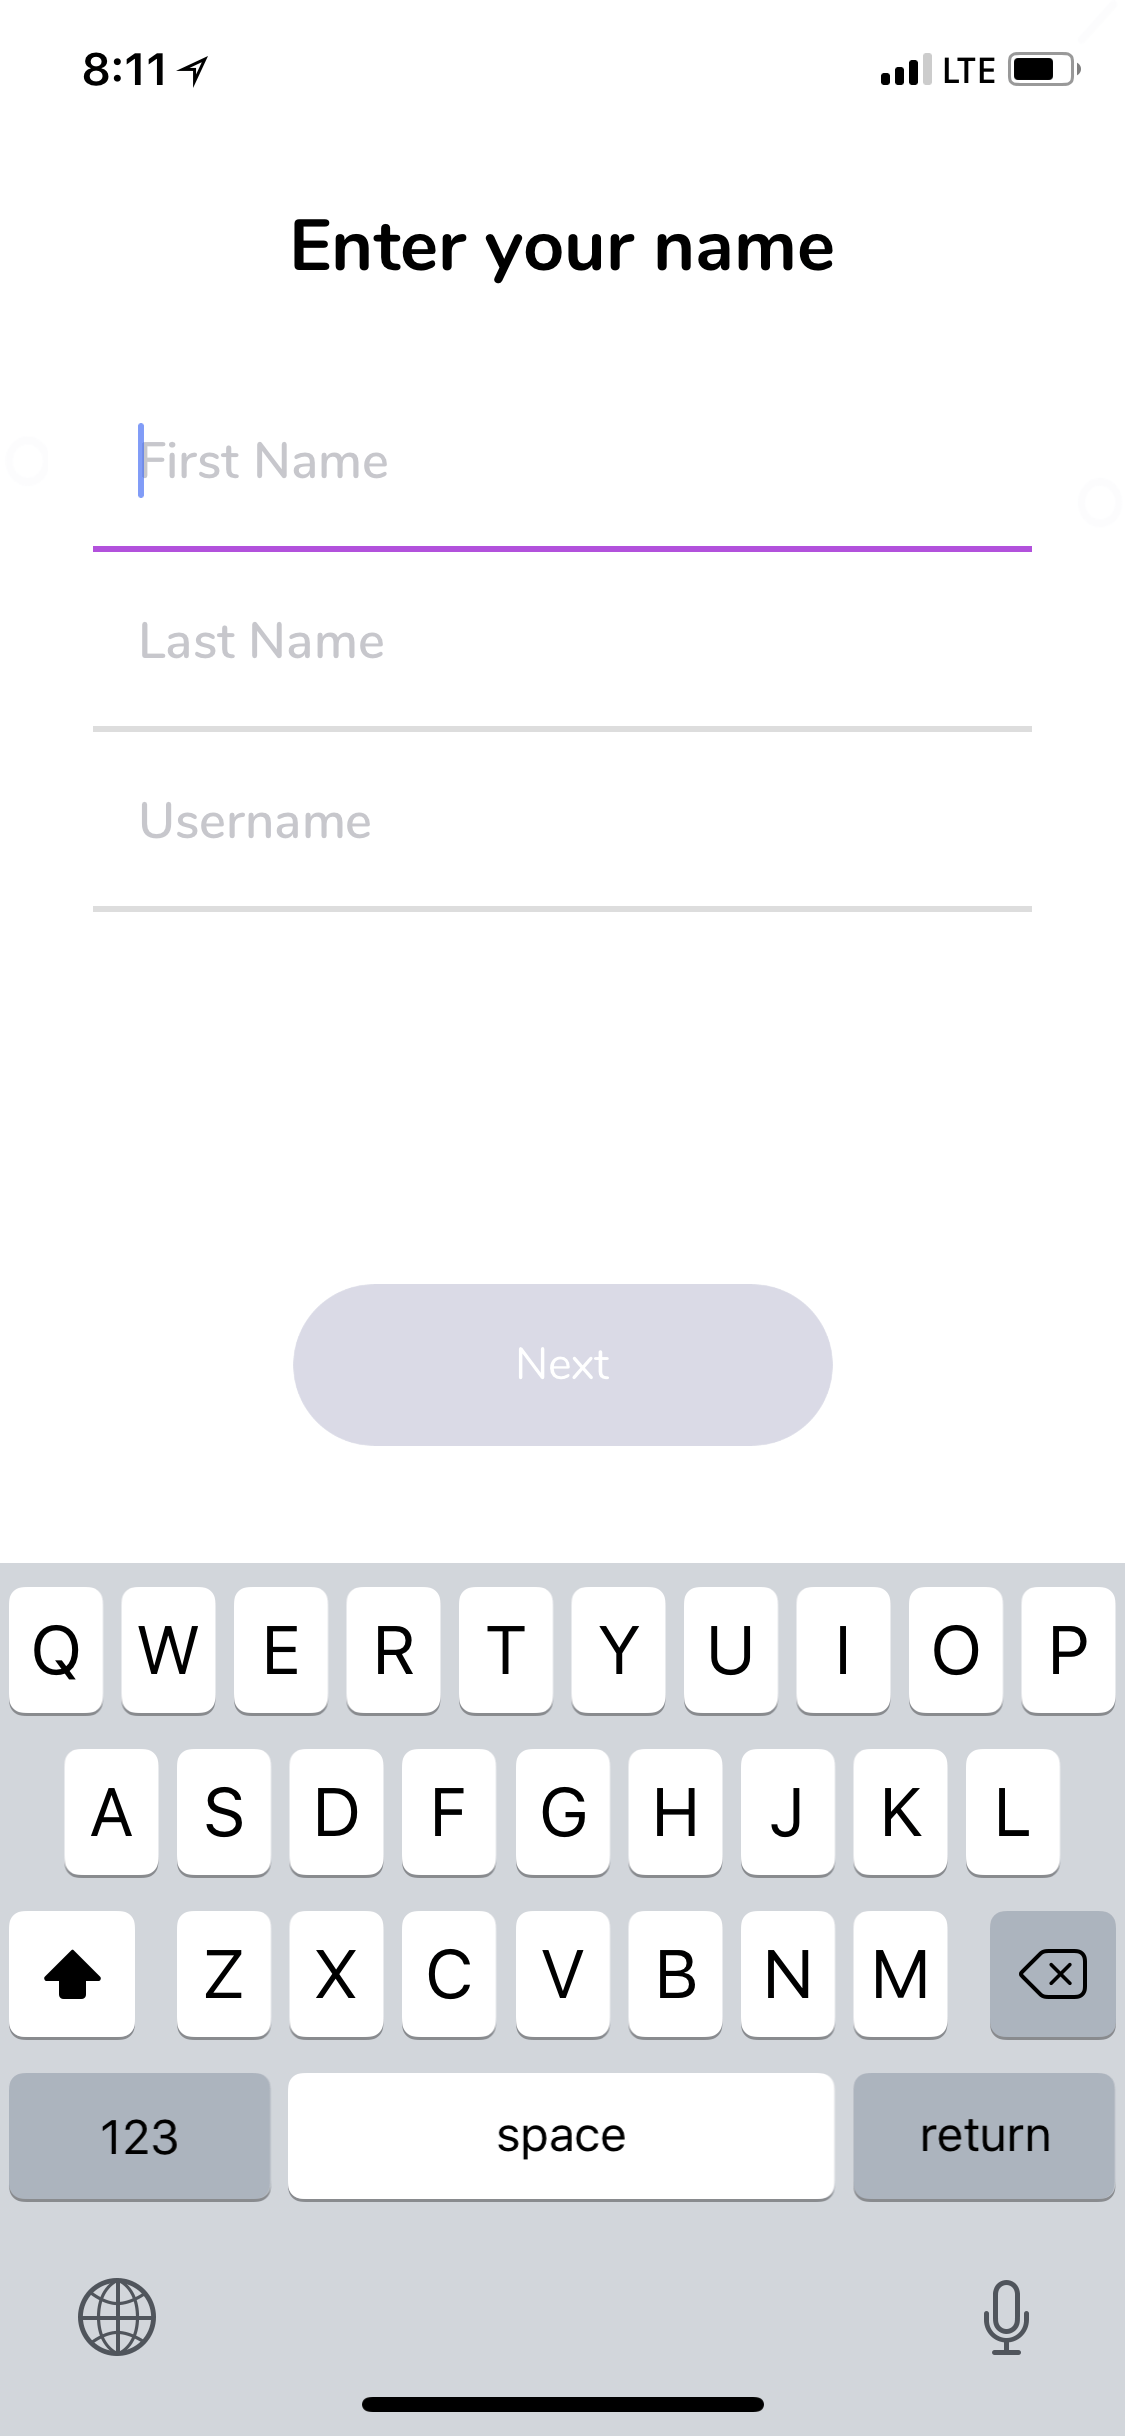 8:11 LTE
Enter your name
First Name
Last Name
Username
Next
Q W E R T Y U I O P
A S D F G H J K L
Z X C V B N M
123 space return